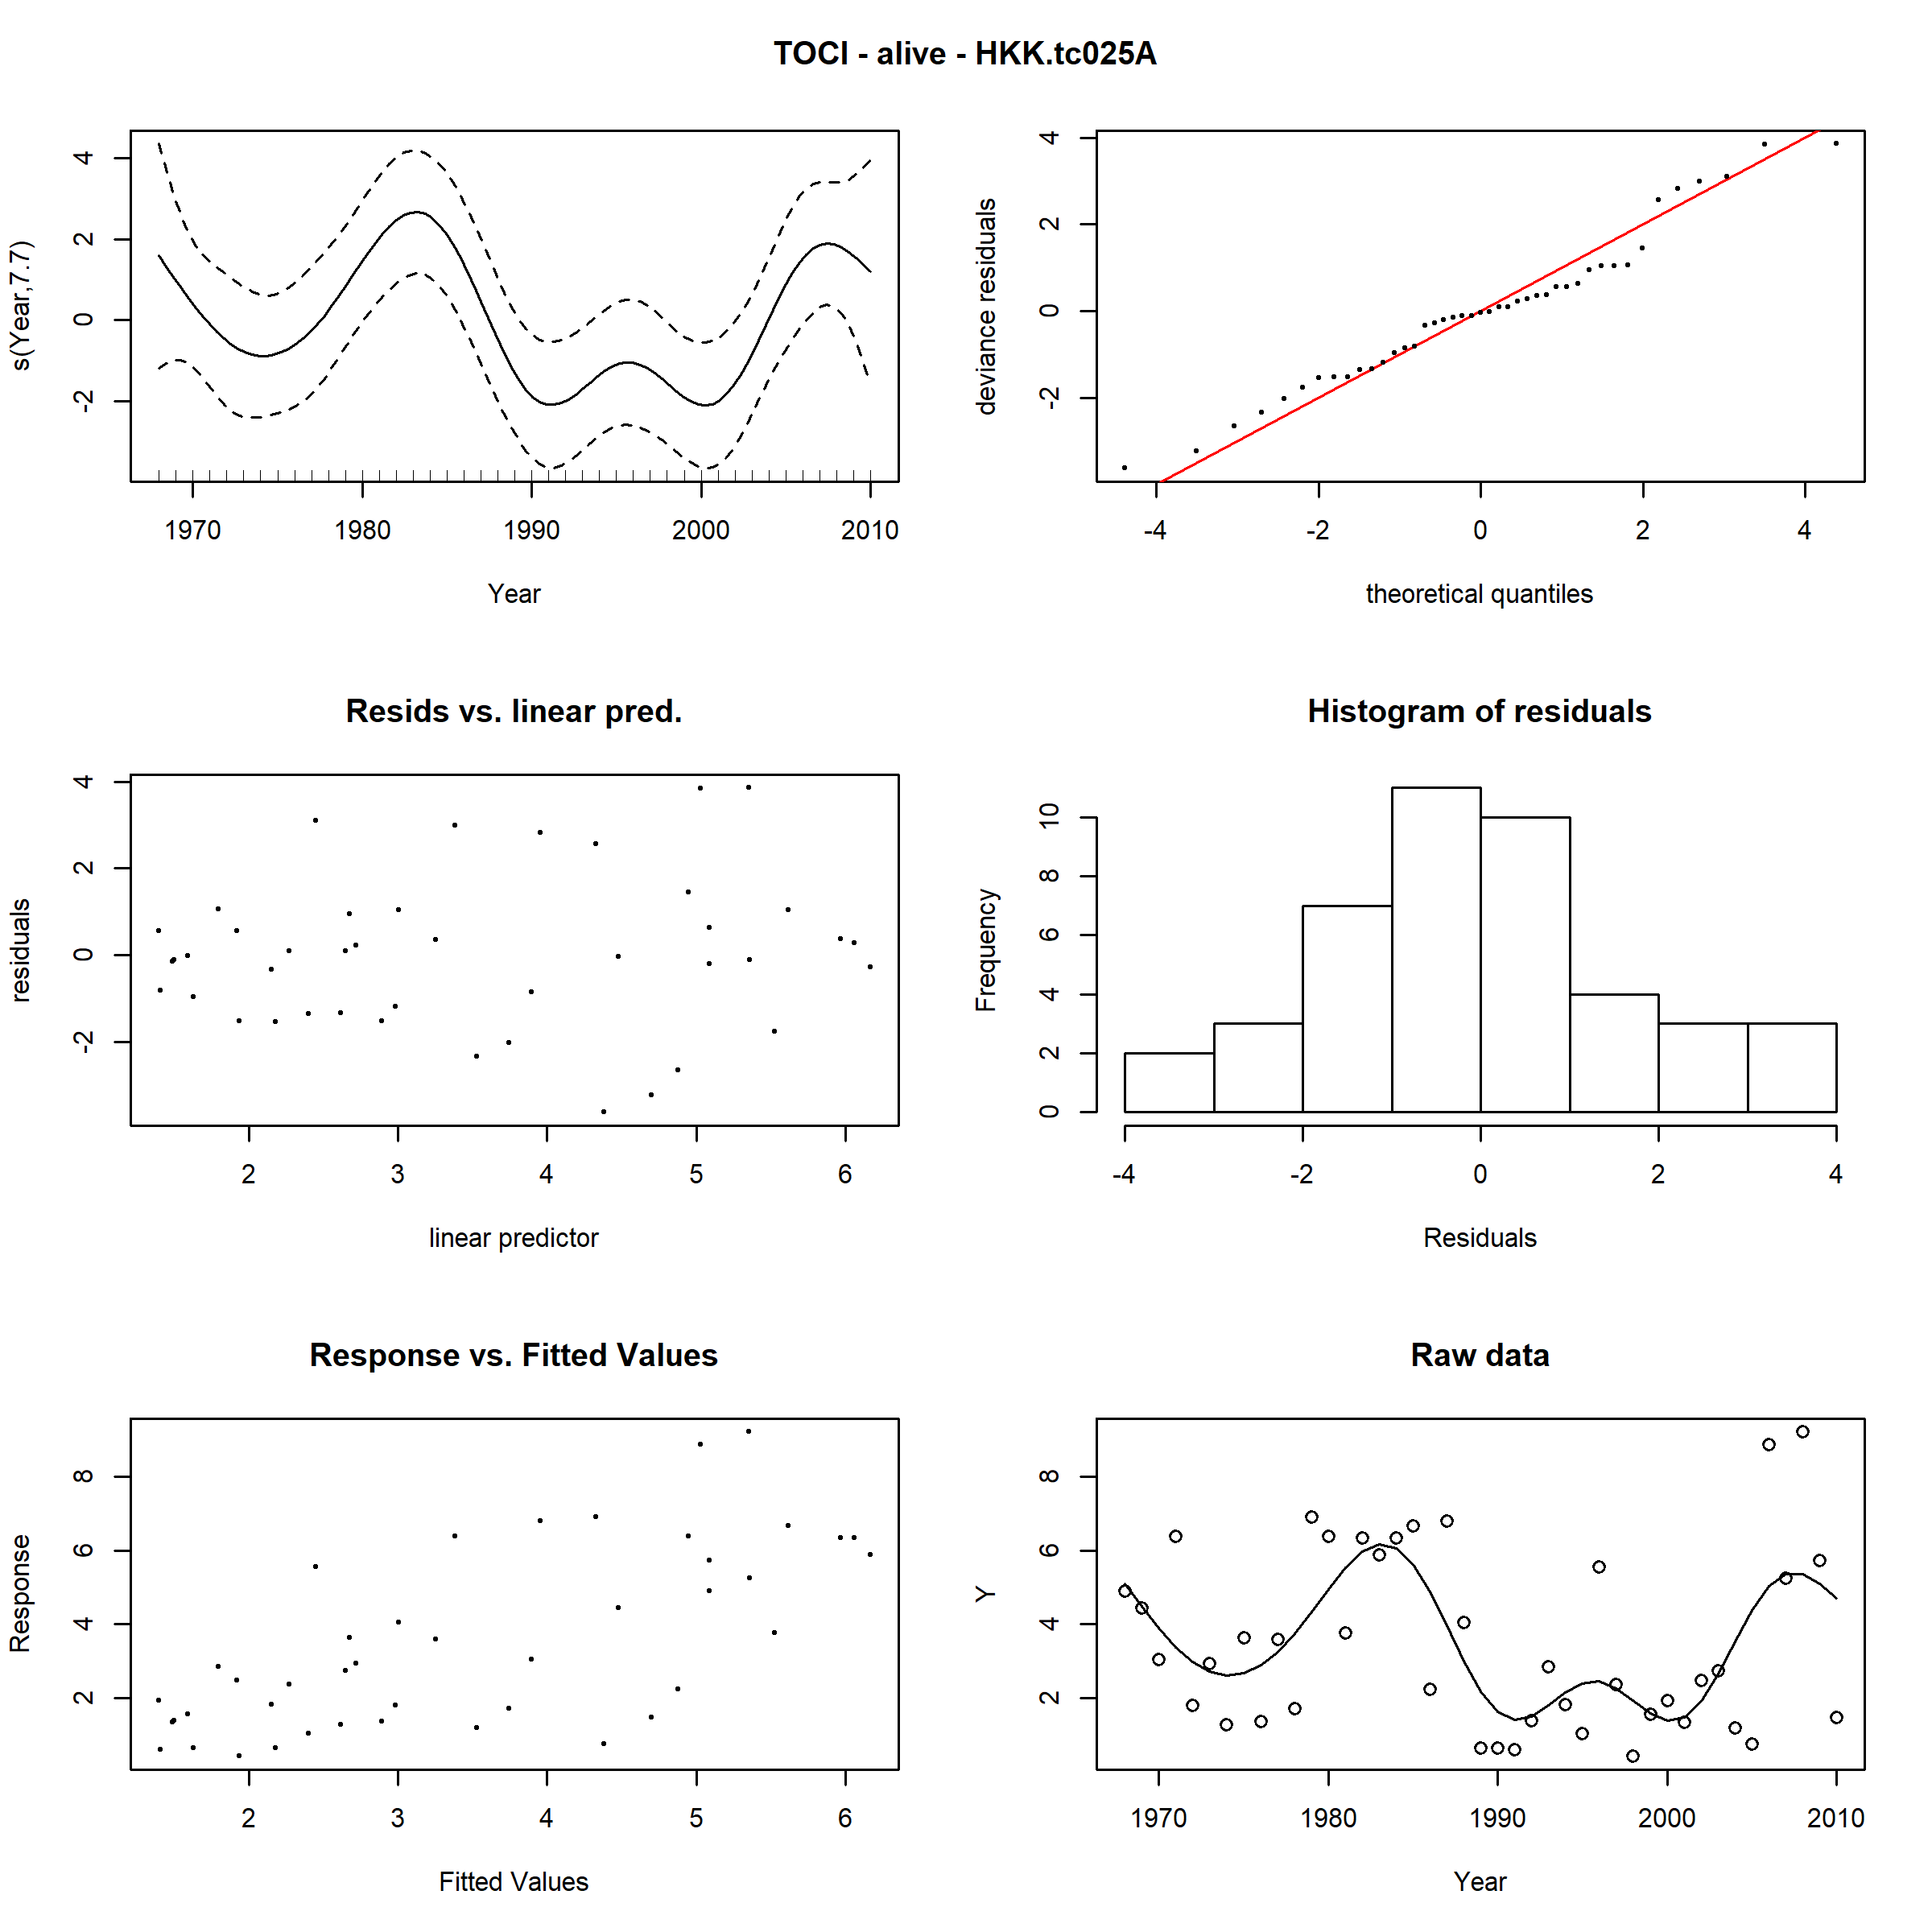 TOCI - alive - HKK.tc025A
s(Year,7.7)
4
2
0
-2
1970 1980 1990 2000 2010
Year
deviance residuals
4
2
0
-2
-4 -2 0 2 4
theoretical quantiles
Resids vs. linear pred.
residuals
4
2
0
-2
2 3 4 5 6
linear predictor
Histogram of residuals
Frequency
10
8
6
4
2
0
-4 -2 0 2 4
Residuals
Response vs. Fitted Values
Response
8
6
4
2
2 3 4 5 6
Fitted Values
Raw data
Y
8
6
4
2
1970 1980 1990 2000 2010
Year